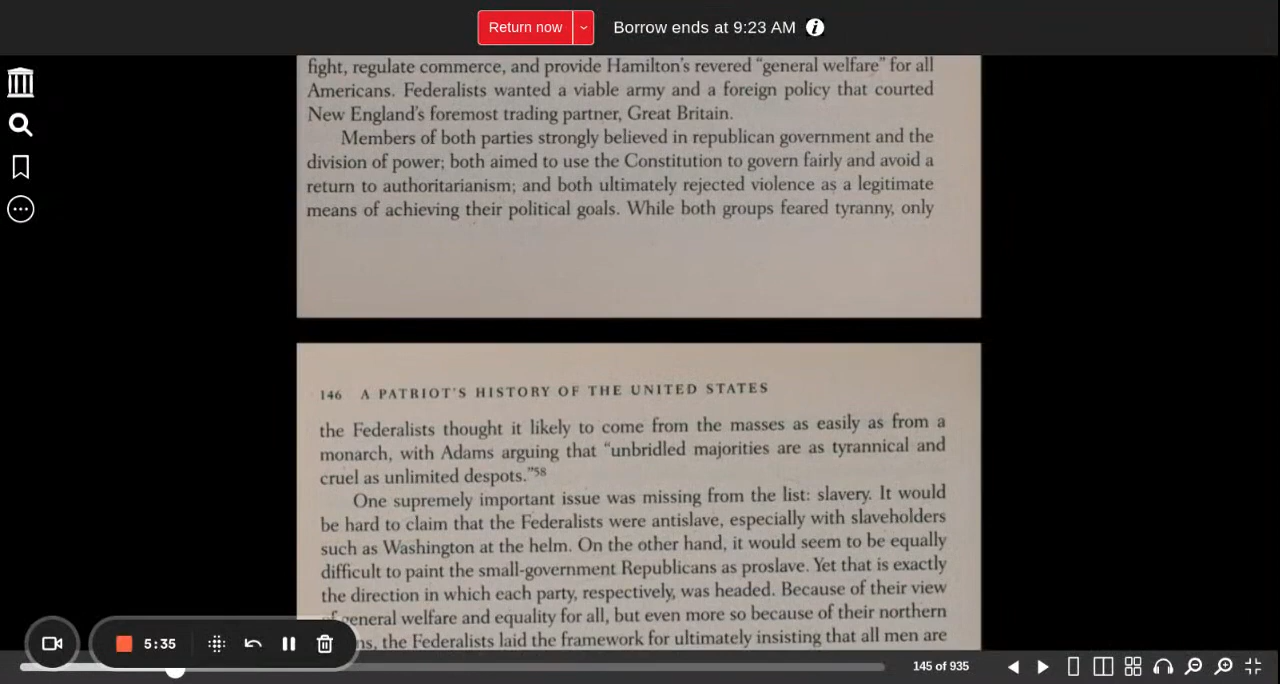 Return now
Borrow ends at 9:23 AM
fight, regulate commerce, and provide Hamilton's revered "general welfare" for all
Americans. Federalists wanted a viable army and a foreign policy that courted
New England's foremost trading partner, Great Britain.
Members of both parties strongly believed in republican government and the
division of power; both aimed to use the Constitution to govern fairly and avoid a
return to authoritarianism; and both ultimately rejected violence as a legitimate
means of achieving their political goals. While both groups feared tyranny, only
146 A PATRIOT'S HISTORY OF THE UNITED STATES
the Federalists thought it likely to come from the masses as easily as from a
monarch, with Adams arguing that "unbridled majorities are as tyrannical and
cruel as unlimited despots."58
One supremely important issue was missing from the list: slavery. It would
be hard to claim that the Federalists were antislave, especially with slaveholders
such as Washington at the helm. On the other hand, it would seem to be equally
difficult to paint the small-government Republicans as proslave. Yet that is exactly
the direction in which each party, respectively, was headed. Because of their view
of general welfare and equality for all, but even more so because of their northern
the Federalists laid the framework for ultimately insisting that all men are
5:35
145 of 935